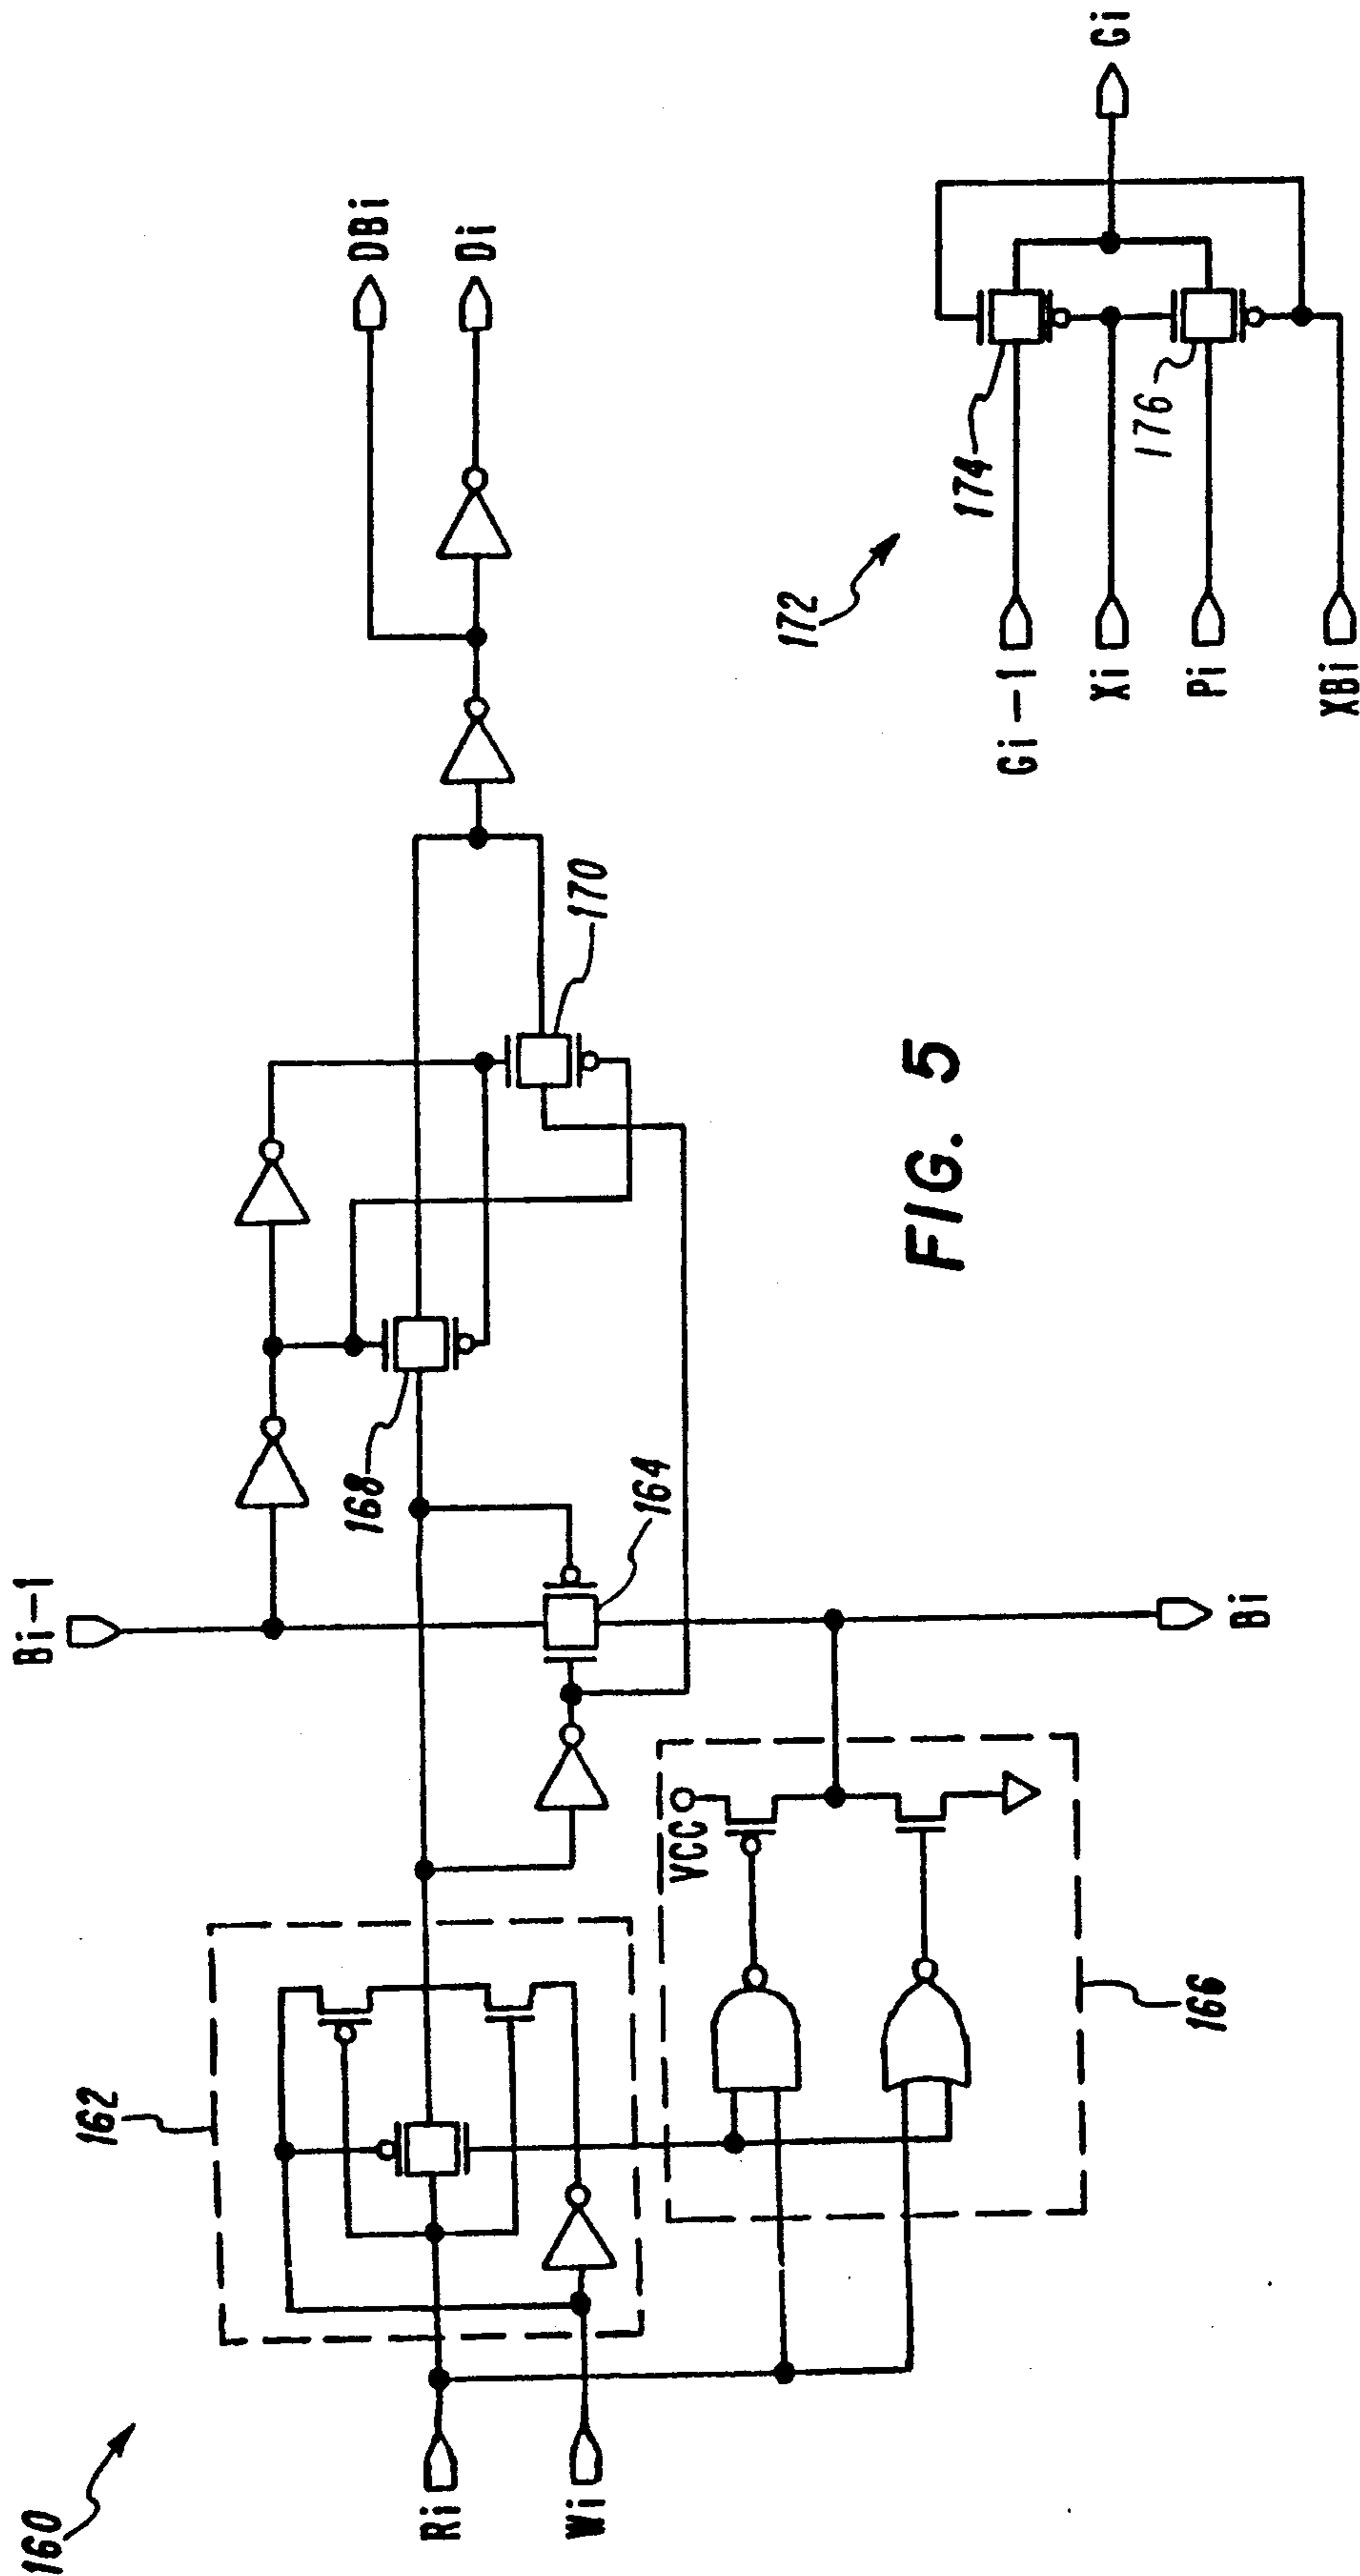 160
Ri
Wi
162
166
VCC
Bi-1
Bi
164
168
170
DBi
Di
172
Gi-1
Xi
Pi
XBi
174
176
Gi
FIG. 5